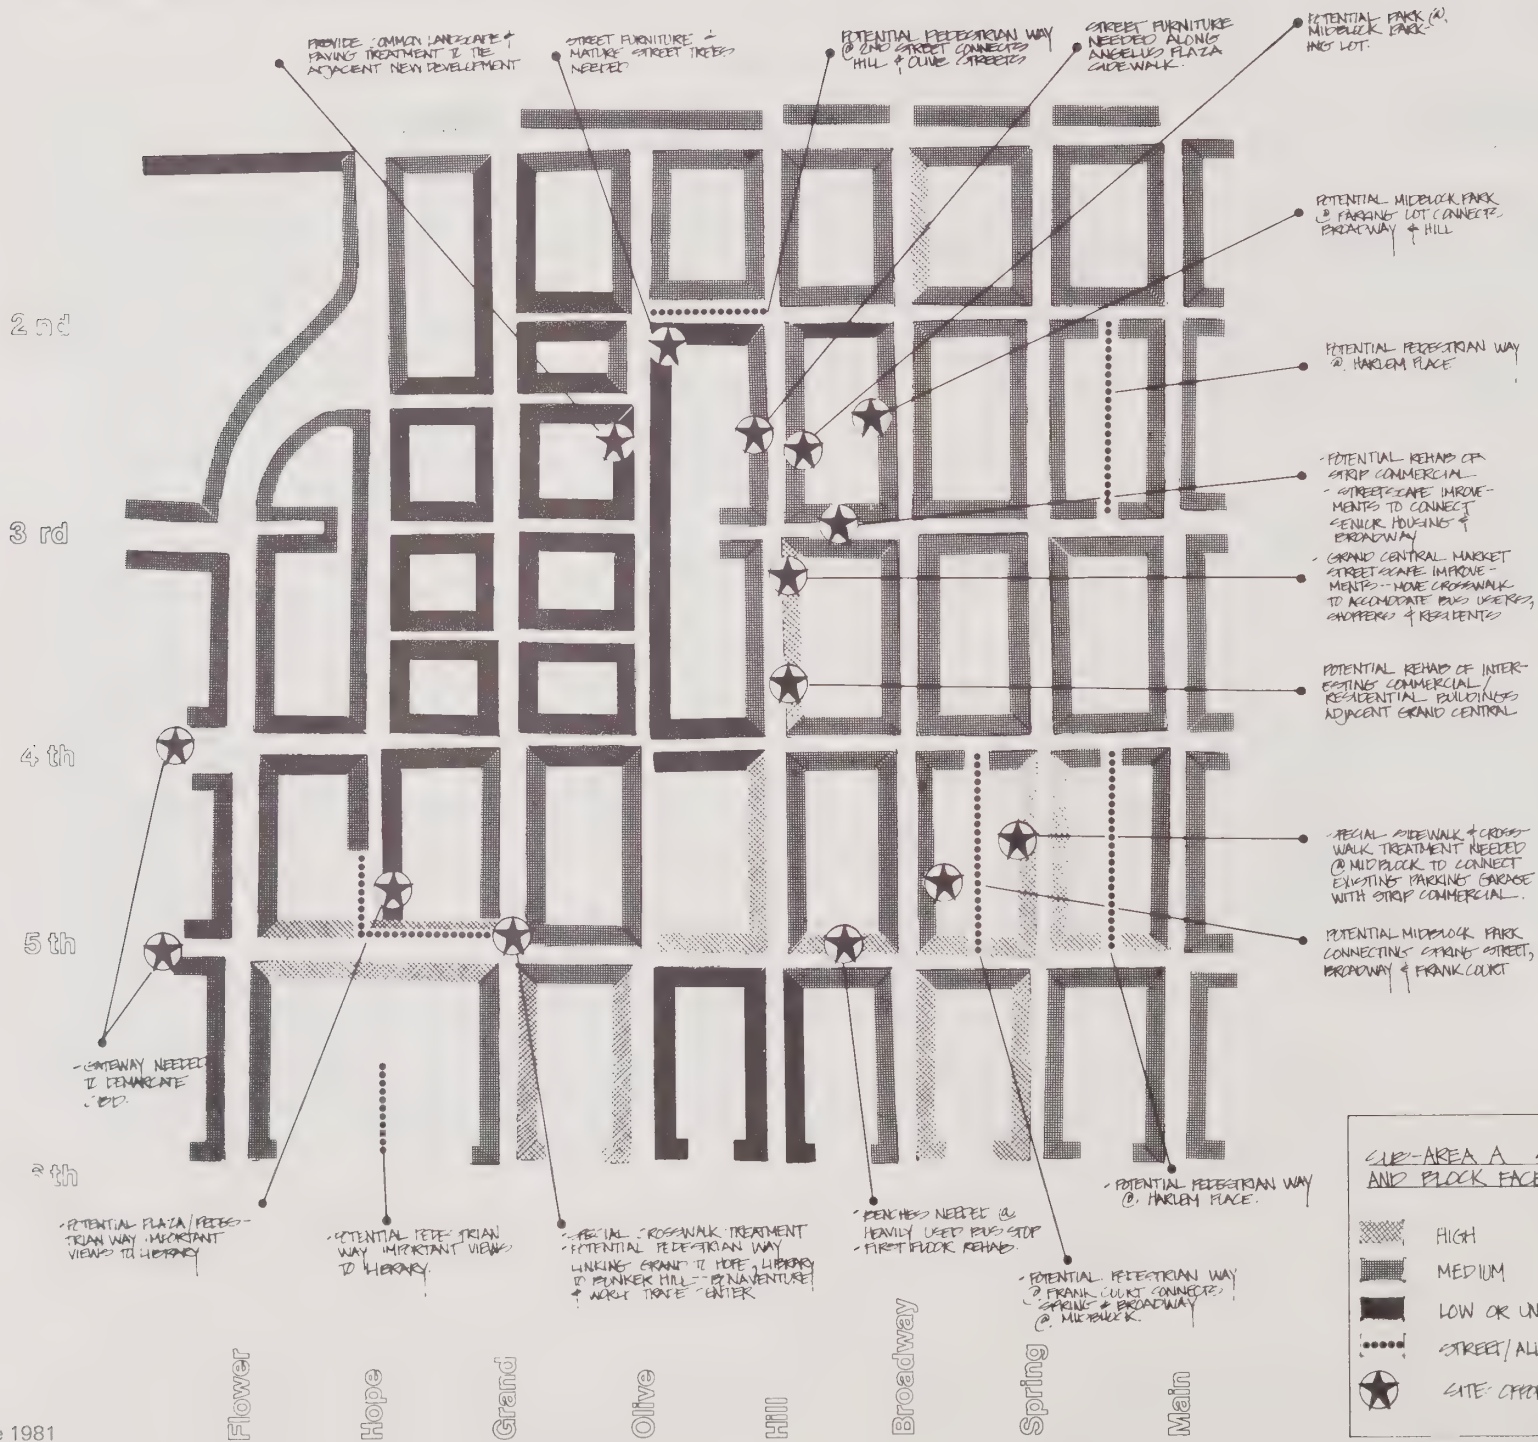 PROVIDE COMMON LANDSCAPE &
PAVING TREATMENT TO TIE
ADJACENT NEW DEVELOPMENT
STREET FURNITURE &
MATURE STREET TREES
NEEDED
POTENTIAL PEDESTRIAN WAY
@ 2ND STREET CONNECTS
HILL & OLIVE STREETS
STREET FURNITURE
NEEDED ALONG
ANGELUS PLAZA
SIDEWALK.
POTENTIAL PARK @
MIDBLOCK PARK-
ING LOT.
POTENTIAL MIDBLOCK PARK
@ PARKING LOT CONNECTS
BROADWAY & HILL
POTENTIAL PEDESTRIAN WAY
@ HARLEM PLACE
- POTENTIAL REHAB OF
STRIP COMMERCIAL
- STREETSCAPE IMPROVE-
MENTS TO CONNECT
SENIOR HOUSING &
BROADWAY
- GRAND CENTRAL MARKET
STREETSCAPE IMPROVE-
MENTS -- MOVE CROSSWALK
TO ACCOMODATE BUS USERS,
SHOPPERS & RESIDENTS
POTENTIAL REHAB OF INTER-
ESTING COMMERCIAL/
RESIDENTIAL BUILDINGS
ADJACENT GRAND CENTRAL
- SPECIAL SIDEWALK & CROSS-
WALK TREATMENT NEEDED
@ MIDBLOCK TO CONNECT
EXISTING PARKING GARAGE
WITH STRIP COMMERCIAL.
POTENTIAL MIDBLOCK PARK
CONNECTING SPRING STREET,
BROADWAY & FRANK COURT
2nd
3rd
4th
5th
6th
- GATEWAY NEEDED
TO DEMARCATE
CBD.
- POTENTIAL PLAZA/PEDES-
TRIAN WAY IMPORTANT
VIEWS TO LIBRARY
- POTENTIAL PEDESTRIAN
WAY IMPORTANT VIEWS
TO LIBRARY.
- SPECIAL CROSSWALK TREATMENT
- POTENTIAL PEDESTRIAN WAY
LINKING GRAND TO HOPE, LIBRARY
TO BUNKER HILL -- BONAVENTURE
& WORLD TRADE CENTER
- BENCHES NEEDED @
HEAVILY USED BUS STOP
- FIRST FLOOR REHAB.
- POTENTIAL PEDESTRIAN WAY
@ FRANK COURT CONNECTS
SPRING & BROADWAY
@ MIDBLOCK.
- POTENTIAL PEDESTRIAN WAY
@ HARLEM PLACE.
SUB-AREA A
AND BLOCK FACE
HIGH
MEDIUM
LOW OR UN
STREET/ALL
SITE
Flower
Hope
Grand
Olive
Hill
Broadway
Spring
Main
1981